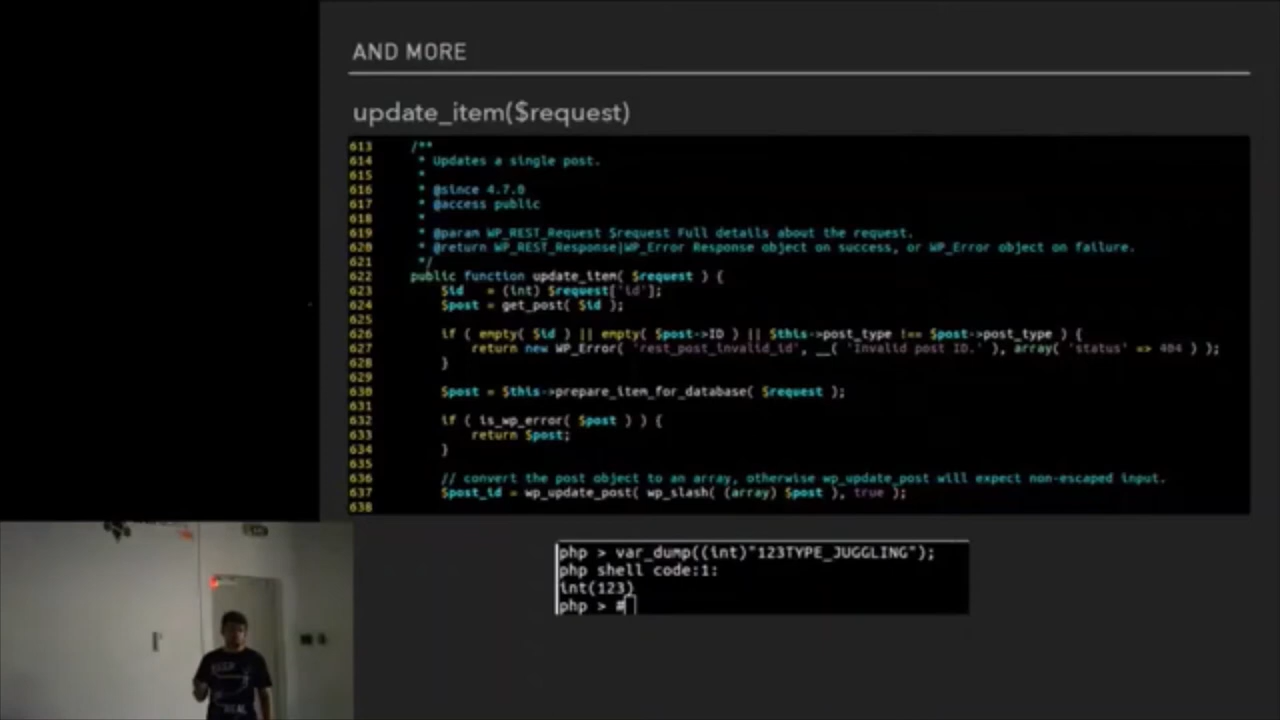 AND MORE
update_item($request)
613 /**
614 * Updates a single post.
615 *
616 * @since 4.7.0
617 * @access public
618 *
619 * @param WP_REST_Request $request Full details about the request.
620 * @return WP_REST_Response|WP_Error Response object on success, or WP_Error object on failure.
621 */
622 public function update_item( $request ) {
623 $id = (int) $request['id'];
624 $post = get_post( $id );
625
626 if ( empty( $id ) || empty( $post->ID ) || $this->post_type !== $post->post_type ) {
627 return new WP_Error( 'rest_post_invalid_id', __( 'Invalid post ID.' ), array( 'status' => 404 ) );
628 }
629
630 $post = $this->prepare_item_for_database( $request );
631
632 if ( is_wp_error( $post ) ) {
633 return $post;
634 }
635
636 // convert the post object to an array, otherwise wp_update_post will expect non-escaped input.
637 $post_id = wp_update_post( wp_slash( (array) $post ), true );
638
php > var_dump((int)"123TYPE_JUGGLING");
php shell code:1:
int(123)
php > #